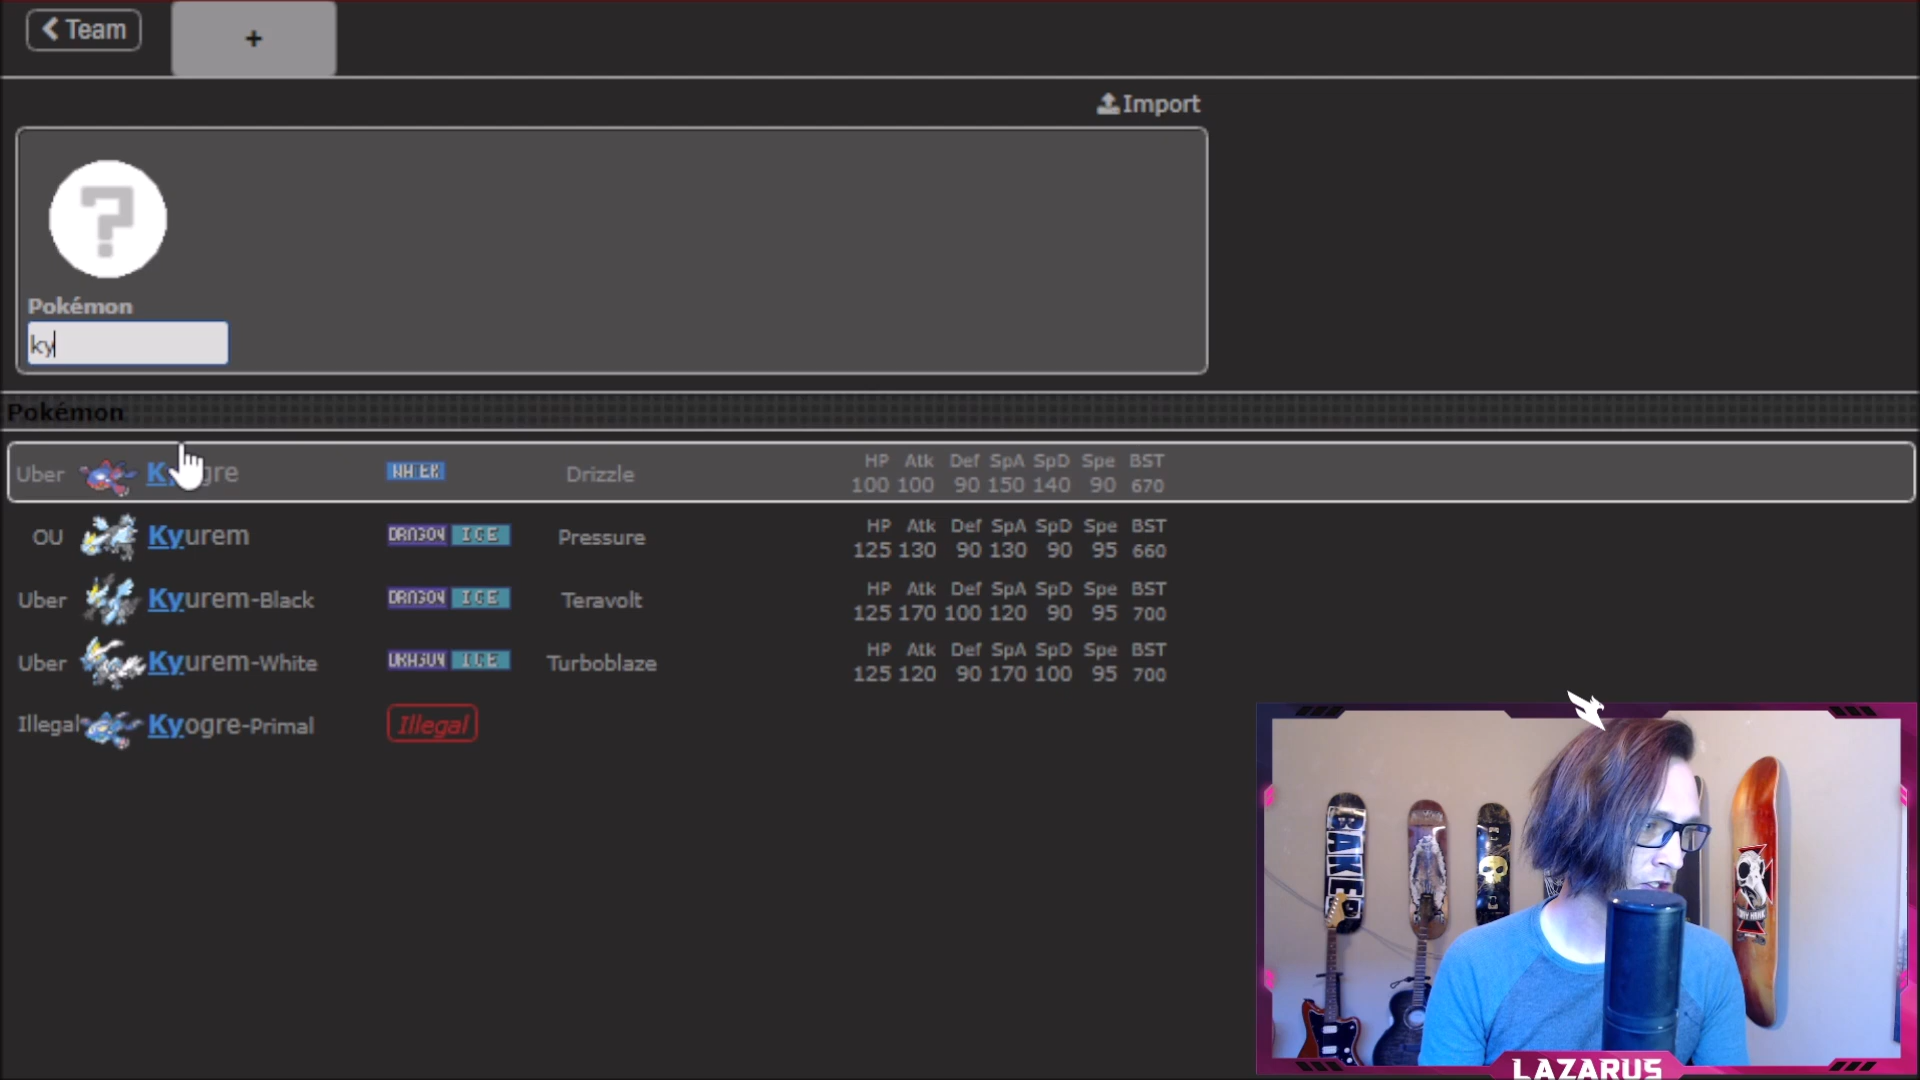 Team
+
Import
Pokémon
ky
Pokémon
Uber Kyogre WATER Drizzle HP 100 Atk 100 Def 90 SpA 150 SpD 140 Spe 90 BST 670
OU Kyurem DRAGON ICE Pressure HP 125 Atk 130 Def 90 SpA 130 SpD 90 Spe 95 BST 660
Uber Kyurem-Black DRAGON ICE Teravolt HP 125 Atk 170 Def 100 SpA 120 SpD 90 Spe 95 BST 700
Uber Kyurem-White DRAGON ICE Turboblaze HP 125 Atk 120 Def 90 SpA 170 SpD 100 Spe 95 BST 700
Illegal Kyogre-Primal Illegal
BAKER
LAZARUS